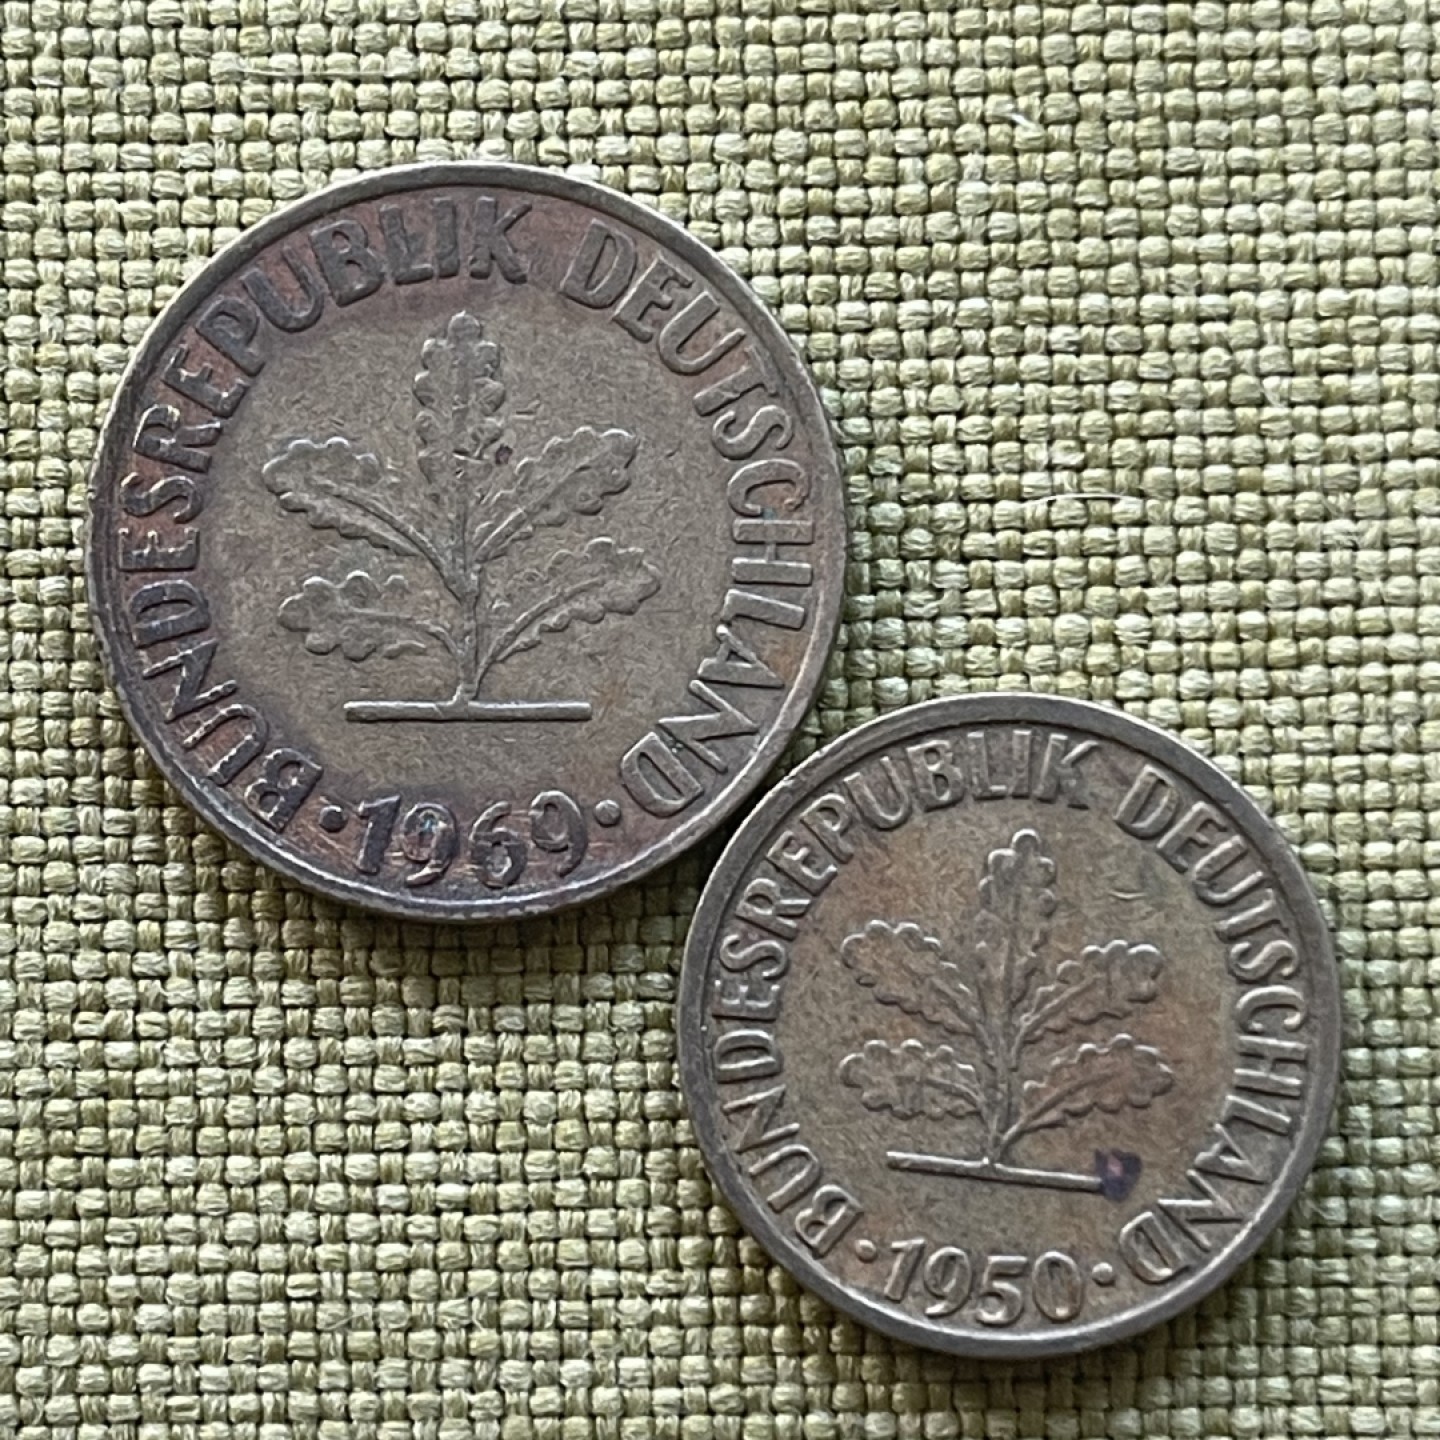 BUNDESREPUBLIK DEUTSCHLAND
· 1969 ·
BUNDESREPUBLIK DEUTSCHLAND
· 1950 ·